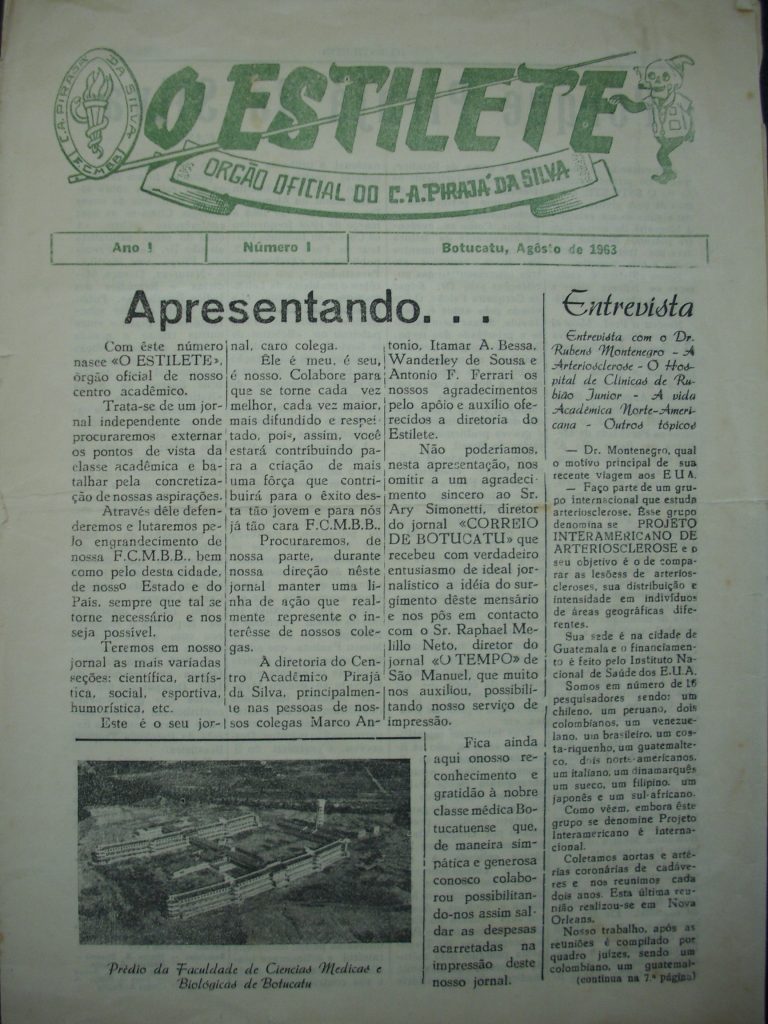 C.A. PIRAJÁ DA SILVA
F.C.M.B.B.
O ESTILETE
ORGÃO OFICIAL DO C.A. PIRAJÁ DA SILVA
Ano I
Número I
Botucatu, Agôsto de 1963
Apresentando. . .
Com êste número
nasce «O ESTILETE»,
órgão oficial de nosso
centro acadêmico.
Trata-se de um jor-
nal independente onde
procuraremos externar
os pontos de vista da
classe acadêmica e ba-
talhar pela concretiza-
ção de nossas aspirações.
Através dêle defen-
deremos e lutaremos pe-
lo engrandecimento de
nossa F.C.M.B.B., bem
como pelo desta cidade,
de nosso Estado e do
País, sempre que tal se
torne necessário e nos
seja possível.
Teremos em nosso
jornal as mais variadas
seções: científica, artís-
tica, social, esportiva,
humorística, etc.
Este é o seu jor-
nal, caro colega.
Êle é meu, é seu,
é nosso. Colabore para
que se torne cada vez
melhor, cada vez maior,
mais difundido e respei-
tado, pois, assim, você
estará contribuindo pa-
ra a criação de mais
uma fôrça que contri-
buirá para o êxito des-
ta tão jovem e para nós
já tão cara F.C.M.B.B..
Procuraremos, de
nossa parte, durante
nossa direção nêste
jornal manter uma li-
nha de ação que real-
mente represente o in-
terêsse de nossos cole-
gas.
À diretoria do Cen-
tro Acadêmico Pirajá
da Silva, principalmen-
te nas pessoas de nos-
sos colegas Marco An-
tonio, Itamar A. Bessa,
Wanderley de Sousa e
Antonio F. Ferrari os
nossos agradecimentos
pelo apôio e auxílio ofe-
recidos a diretoria do
Estilete.
Não poderíamos,
nesta apresentação, nos
omitir a um agradeci-
mento sincero ao Sr.
Ary Simonetti, diretor
do jornal «CORREIO
DE BOTUCATU» que
recebeu com verdadeiro
entusiasmo de ideal jor-
nalístico a idéia do sur-
gimento dêste mensário
e nos pôs em contacto
com o Sr. Raphael Me-
lillo Neto, diretor do
jornal «O TEMPO» de
São Manuel, que muito
nos auxiliou, possibili-
tando nosso serviço de
impressão.
Fica ainda
aqui onosso re-
conhecimento e
gratidão à nobre
classe médica Bo-
tucatuense que,
de maneira sim-
pática e generosa
conosco colabo-
rou possibilitan-
do-nos assim sal-
dar as despesas
acarretadas na
impressão deste
nosso jornal.
Prédio da Faculdade de Ciencias Medicas e
Biológicas de Botucatu
Entrevista
Entrevista com o Dr.
Rubens Montenegro - A
Arteriosclerose - O Hos-
pital de Clínicas de Ru-
bião Junior - A vida
Acadêmica Norte-Ameri-
cana - Outros tópicos
— Dr. Montenegro, qual
o motivo principal de sua
recente viagem aos E.U A.
— Faço parte de um gru-
po internacional que estuda
arteriosclerose. Êsse grupo
denomina se PROJETO
INTERAMERICANO DE
ARTERIOSCLEROSE e o
seu objetivo é o de compa-
rar as lesões de arterios-
cleroses, sua distribuição e
intensidade em indivíduos
de áreas geográficas dife-
rentes.
Sua sede é na cidade de
Guatemala e o financiamen-
to é feito pelo Instituto Na-
cional de Saúde dos E.U.A.
Somos em número de 16
pesquisadores sendo: um
chileno, um peruano, dois
colombianos, um venezue-
lano, um brasileiro, um cos-
ta-riquenho, um guatemalte-
co, dois norte-americanos,
um italiano, um dinamarquês
um sueco, um filipino, um
japonês e um sul-africano.
Como vêem, embora êste
grupo se denomine Projeto
Interamericano é interna-
cional.
Coletamos aortas e arté-
rias coronárias de cadáve-
res e nos reunimos cada
dois anos. Esta última reu-
nião realizou-se em Nova
Orleans.
Nosso trabalho, após as
reuniões é compilado por
quadro juízes, sendo um
colombiano, um guatemal-
(continua na 7.ª página)